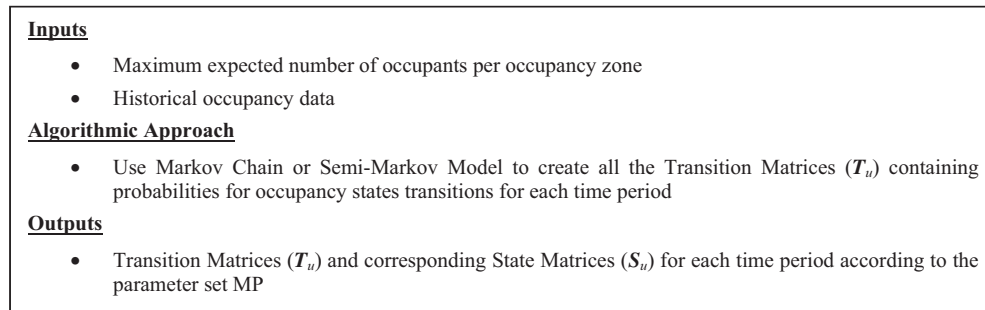 Inputs
• Maximum expected number of occupants per occupancy zone
• Historical occupancy data
Algorithmic Approach
• Use Markov Chain or Semi-Markov Model to create all the Transition Matrices (Tu) containing
probabilities for occupancy states transitions for each time period
Outputs
• Transition Matrices (Tu) and corresponding State Matrices (Su) for each time period according to the
parameter set MP